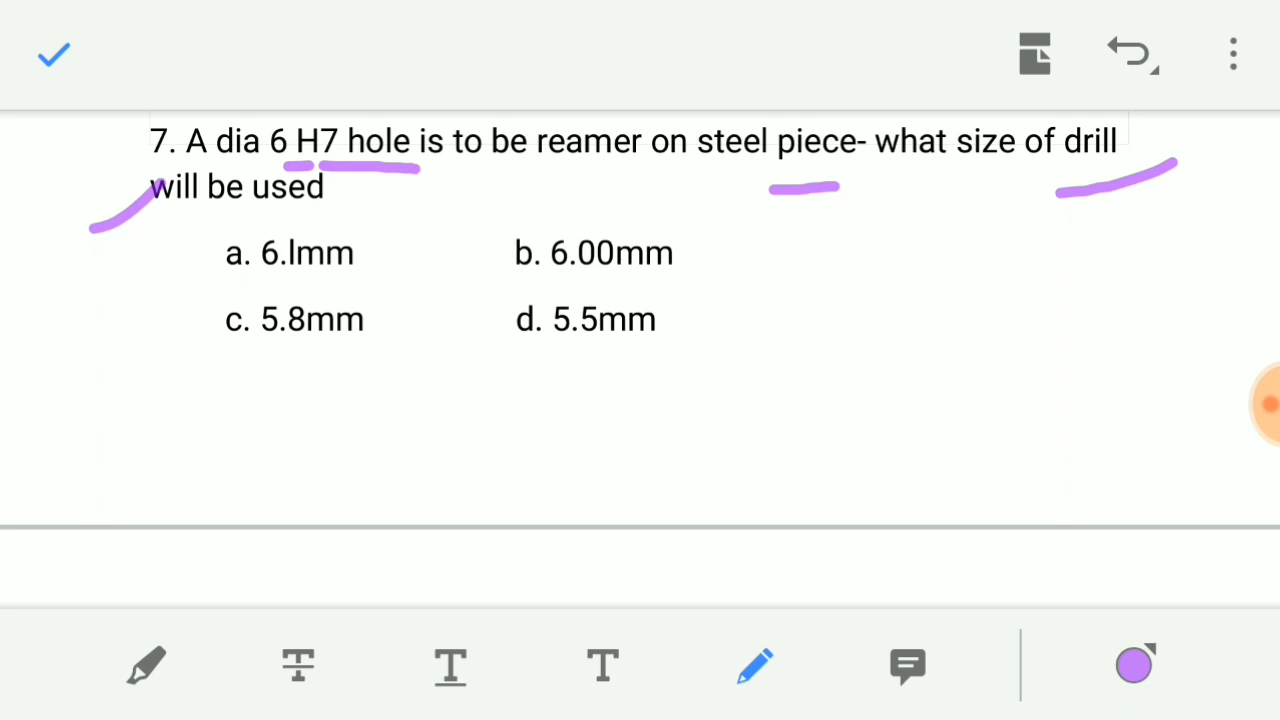 7. A dia 6 H7 hole is to be reamer on steel piece- what size of drill
will be used
a. 6.lmm b. 6.00mm
c. 5.8mm d. 5.5mm